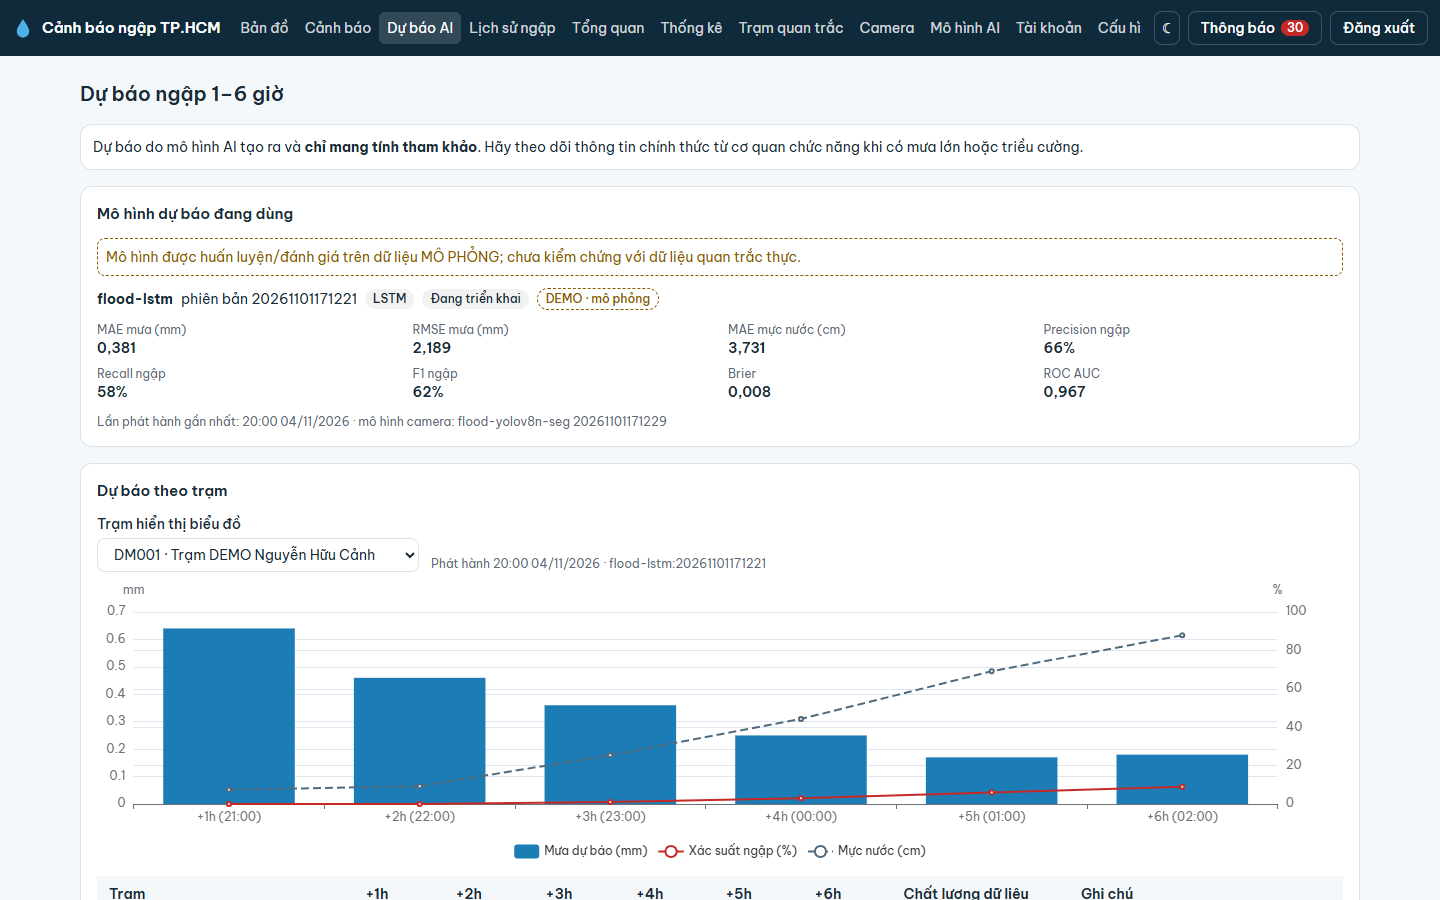 Cảnh báo ngập TP.HCM Bản đồ Cảnh báo Dự báo AI Lịch sử ngập Tổng quan Thống kê Trạm quan trắc Camera Mô hình AI Tài khoản Cấu hì Thông báo 30 Đăng xuất
Dự báo ngập 1–6 giờ
Dự báo do mô hình AI tạo ra và chỉ mang tính tham khảo. Hãy theo dõi thông tin chính thức từ cơ quan chức năng khi có mưa lớn hoặc triều cường.
Mô hình dự báo đang dùng
Mô hình được huấn luyện/đánh giá trên dữ liệu MÔ PHỎNG; chưa kiểm chứng với dữ liệu quan trắc thực.
flood-lstm phiên bản 20261101171221 LSTM Đang triển khai DEMO · mô phỏng
MAE mưa (mm) RMSE mưa (mm) MAE mực nước (cm) Precision ngập
0,381 2,189 3,731 66%
Recall ngập F1 ngập Brier ROC AUC
58% 62% 0,008 0,967
Lần phát hành gần nhất: 20:00 04/11/2026 · mô hình camera: flood-yolov8n-seg 20261101171229
Dự báo theo trạm
Trạm hiển thị biểu đồ
DM001 · Trạm DEMO Nguyễn Hữu Cảnh Phát hành 20:00 04/11/2026 · flood-lstm:20261101171221
mm %
0.7 100
0.6 80
0.5 60
0.4
0.3 40
0.2 20
0.1
0 0
+1h (21:00) +2h (22:00) +3h (23:00) +4h (00:00) +5h (01:00) +6h (02:00)
Mưa dự báo (mm) Xác suất ngập (%) Mực nước (cm)
Trạm +1h +2h +3h +4h +5h +6h Chất lượng dữ liệu Ghi chú